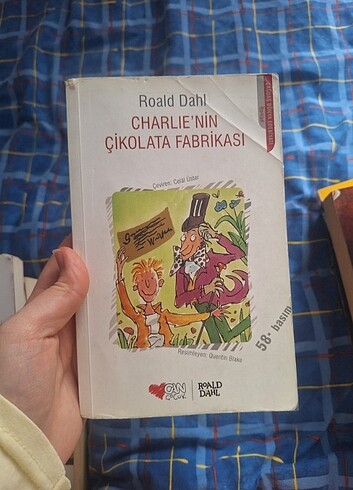 Roald Dahl
CHARLIE'NİN
ÇİKOLATA FABRİKASI
Çeviren: Celâl Üster
58. basım
Resimleyen: Quentin Blake
CAN
ÇOCUK
ROALD
DAHL